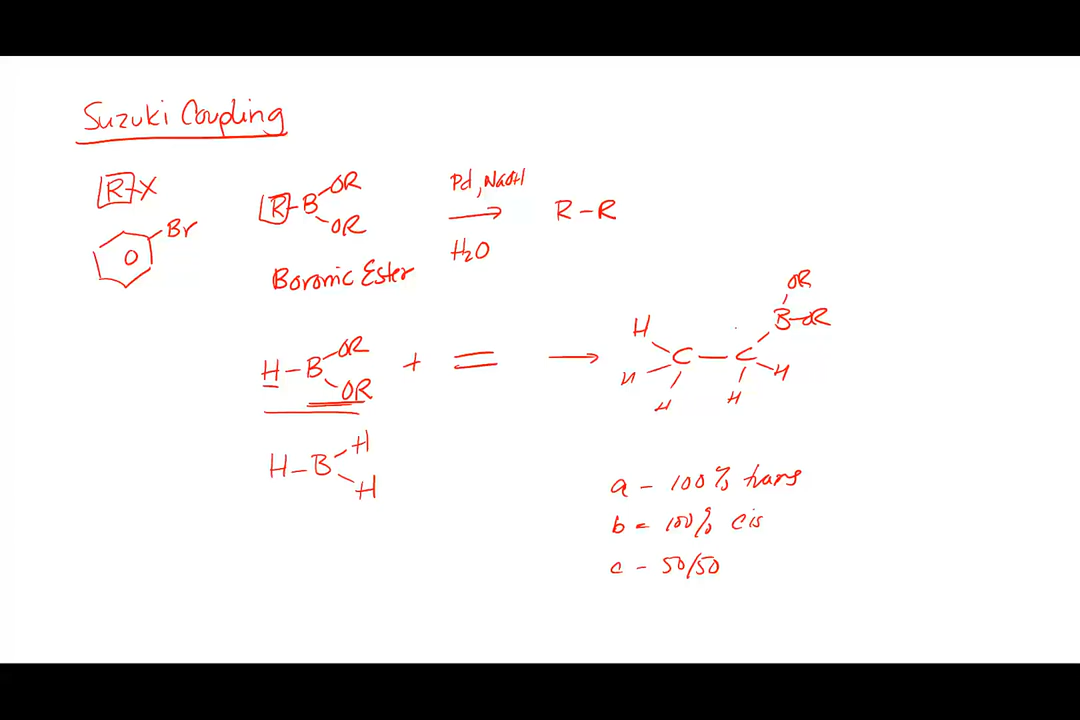 Suzuki Coupling
R-X
R-B OR OR
Pd, NaOH
H2O
R-R
Br
Boronic Ester
H-B OR OR + = →
H H H C-C H H B OR OR
H-B H H
a - 100% trans
b = 100% cis
c - 50/50